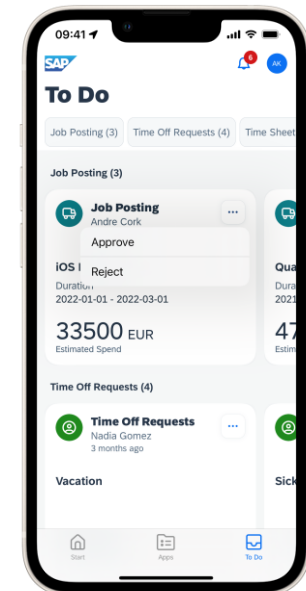 09:41
SAP
6
AK
To Do
Job Posting (3)
Time Off Requests (4)
Time Sheet
Job Posting (3)
Job Posting
Andre Cork
Approve
Reject
iOS
Duration
2022-01-01 - 2022-03-01
33500 EUR
Estimated Spend
Time Off Requests (4)
Time Off Requests
Nadia Gomez
3 months ago
Vacation
Sick
Start
Apps
To Do